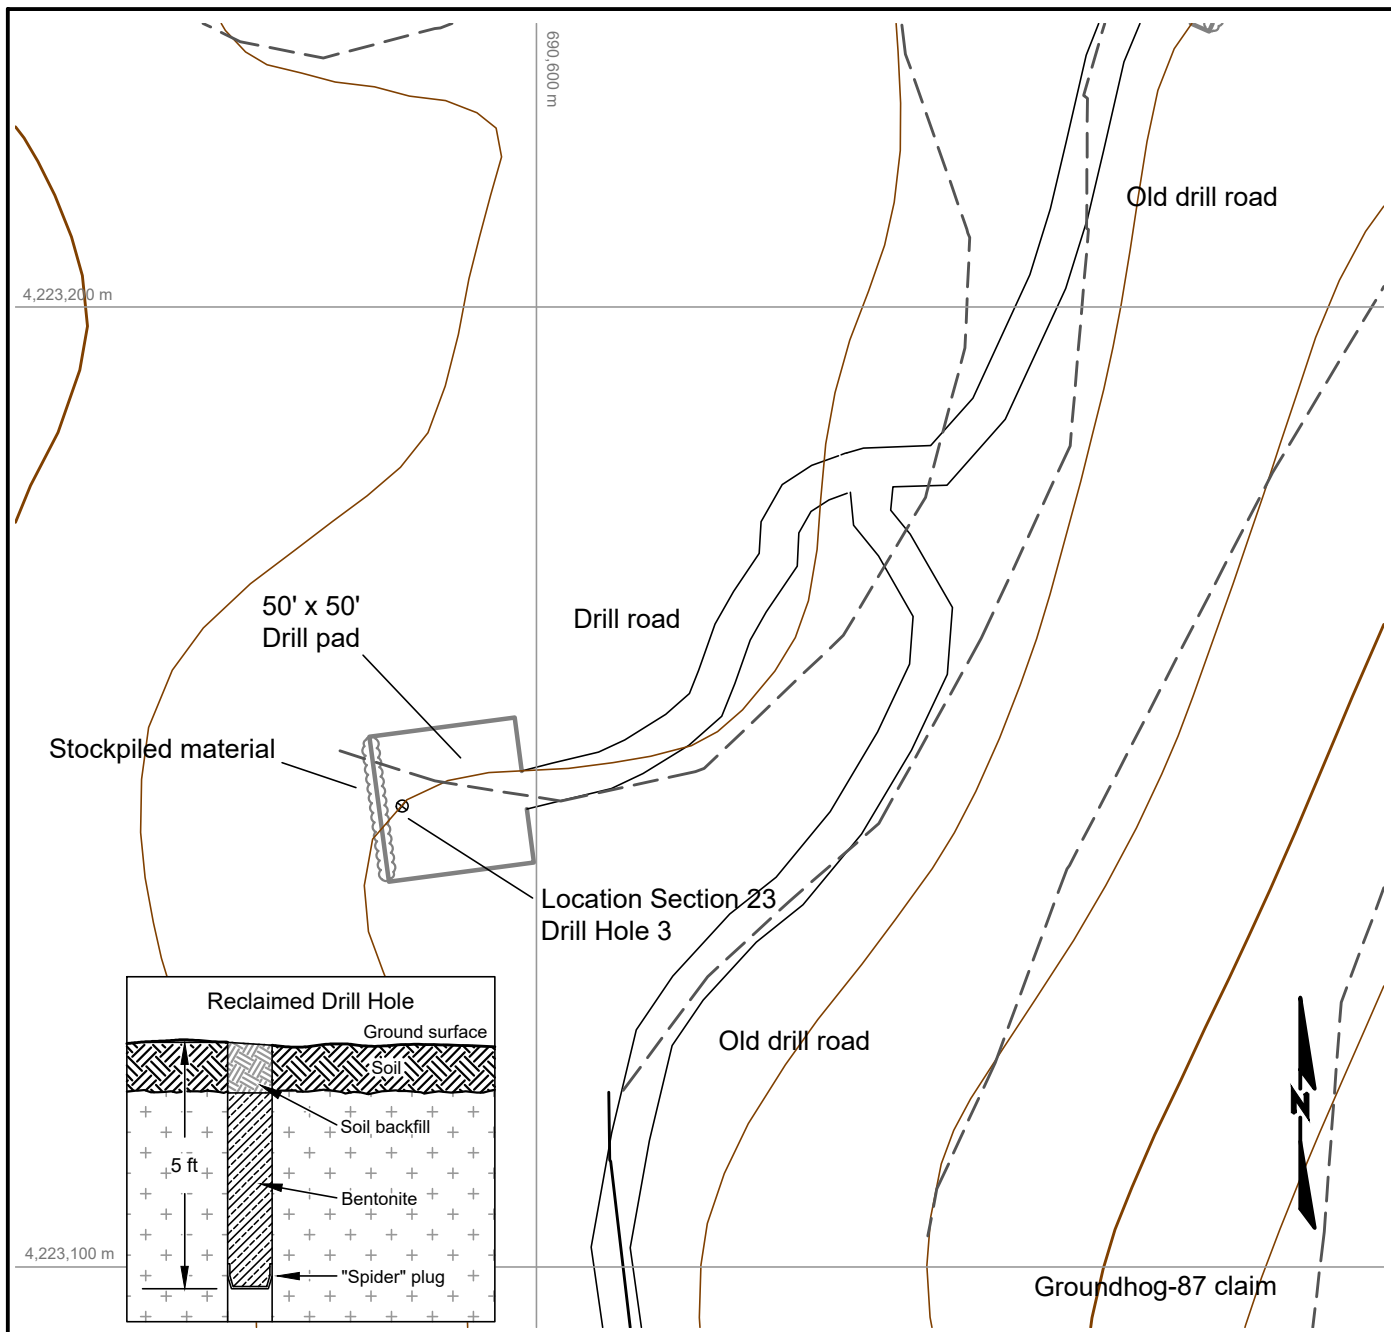 690,600 m
Old drill road
4,223,200 m
50' x 50'
Drill pad
Drill road
Stockpiled material
Location Section 23
Drill Hole 3
Reclaimed Drill Hole
Ground surface
Soil
Soil backfill
5 ft
Bentonite
"Spider" plug
Old drill road
N
4,223,100 m
Groundhog-87 claim